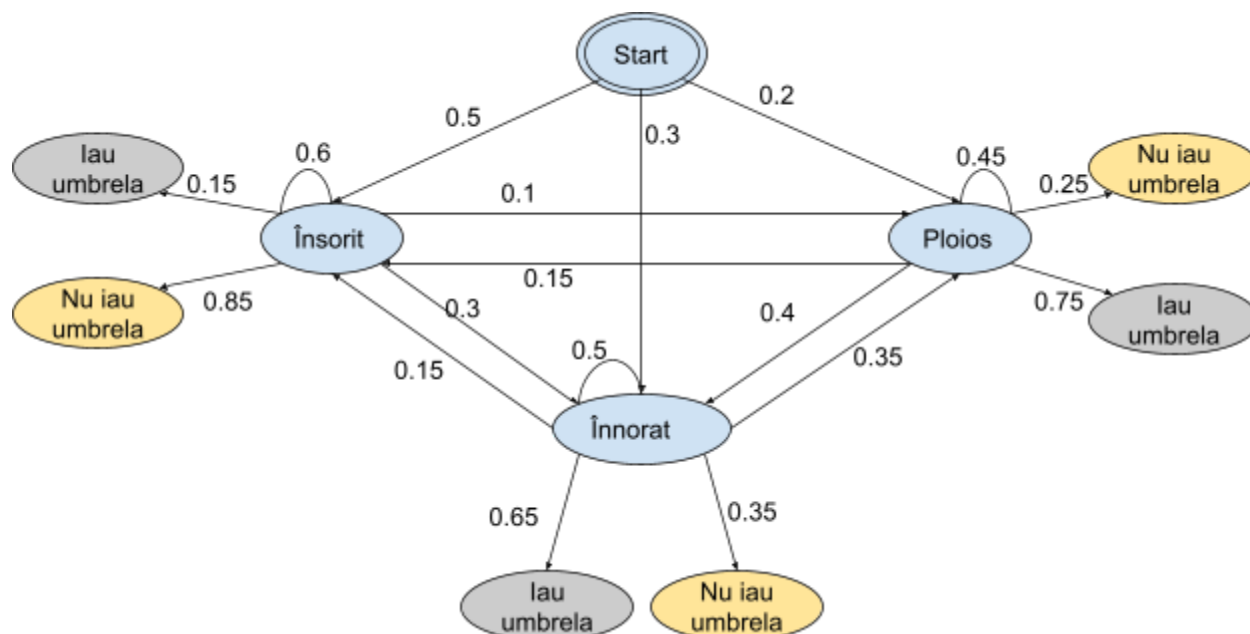 Start
0.2
0.5
0.3
Iau
umbrela
0.6
0.45
Nu iau
umbrela
0.15
0.25
0.1
Însorit
Ploios
0.15
Nu iau
umbrela
0.85
0.75
Iau
umbrela
0.3
0.4
0.5
0.15
0.35
Înnorat
0.65
0.35
Iau
umbrela
Nu iau
umbrela